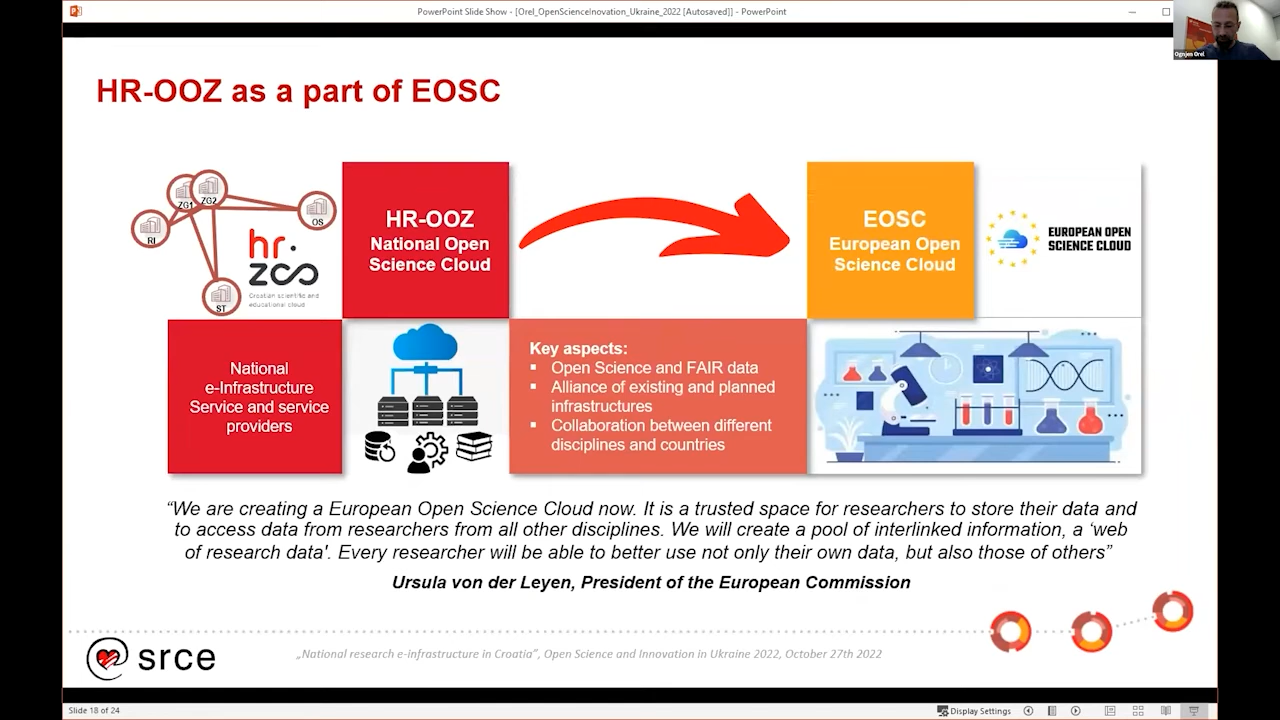 PowerPoint Slide Show - [Orel_OpenScienceInovation_Ukraine_2022 [Autosaved]] - PowerPoint
Ognjen Orel
HR-OOZ as a part of EOSC
ZG1
ZG2
OS
RI
ST
hr.
zoo
Croatian scientific and
educational cloud
HR-OOZ
National Open
Science Cloud
EOSC
European Open
Science Cloud
EUROPEAN OPEN
SCIENCE CLOUD
National
e-Infrastructure
Service and service
providers
Key aspects:
▪ Open Science and FAIR data
▪ Alliance of existing and planned
infrastructures
▪ Collaboration between different
disciplines and countries
“We are creating a European Open Science Cloud now. It is a trusted space for researchers to store their data and
to access data from researchers from all other disciplines. We will create a pool of interlinked information, a ‘web
of research data'. Every researcher will be able to better use not only their own data, but also those of others”
Ursula von der Leyen, President of the European Commission
srce
„National research e-infrastructure in Croatia”, Open Science and Innovation in Ukraine 2022, October 27th 2022
Slide 18 of 24
Display Settings